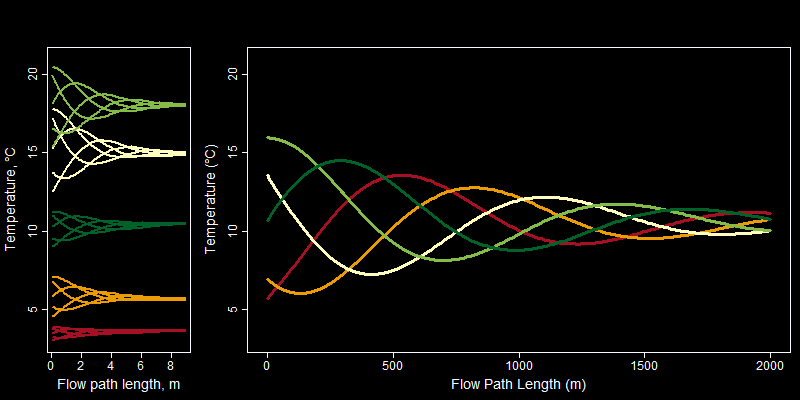 Temperature, °C
20
15
10
5
0 2 4 6 8
Flow path length, m
Temperature (°C)
20
15
10
5
0 500 1000 1500 2000
Flow Path Length (m)